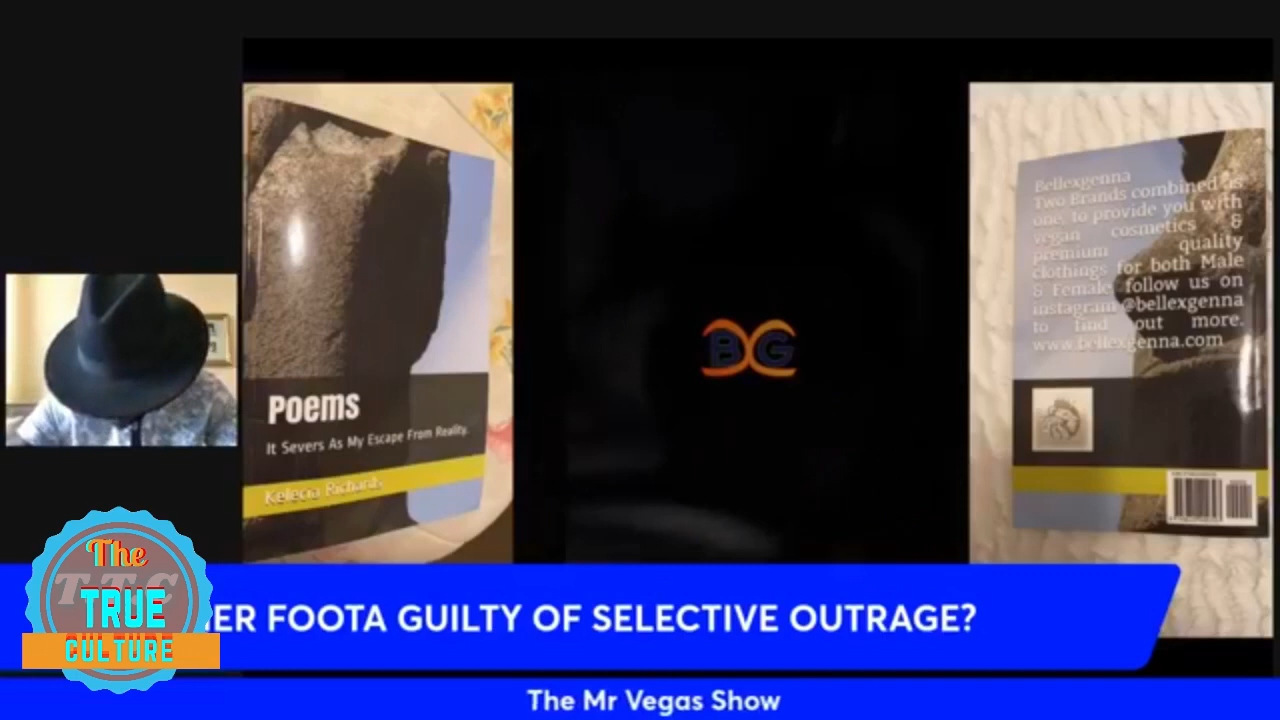 Poems
It Severs As My Escape From Reality.
Kelecia Richards
BG
Bellexgenna
Two Brands combined as
one, to provide you with
vegan cosmetics &
premium quality
clothings for both Male
& Female, follow us on
instagram @bellexgenna
to find out more.
www.bellexgenna.com
The
T.T.C
TRUE
CULTURE
ER FOOTA GUILTY OF SELECTIVE OUTRAGE?
The Mr Vegas Show